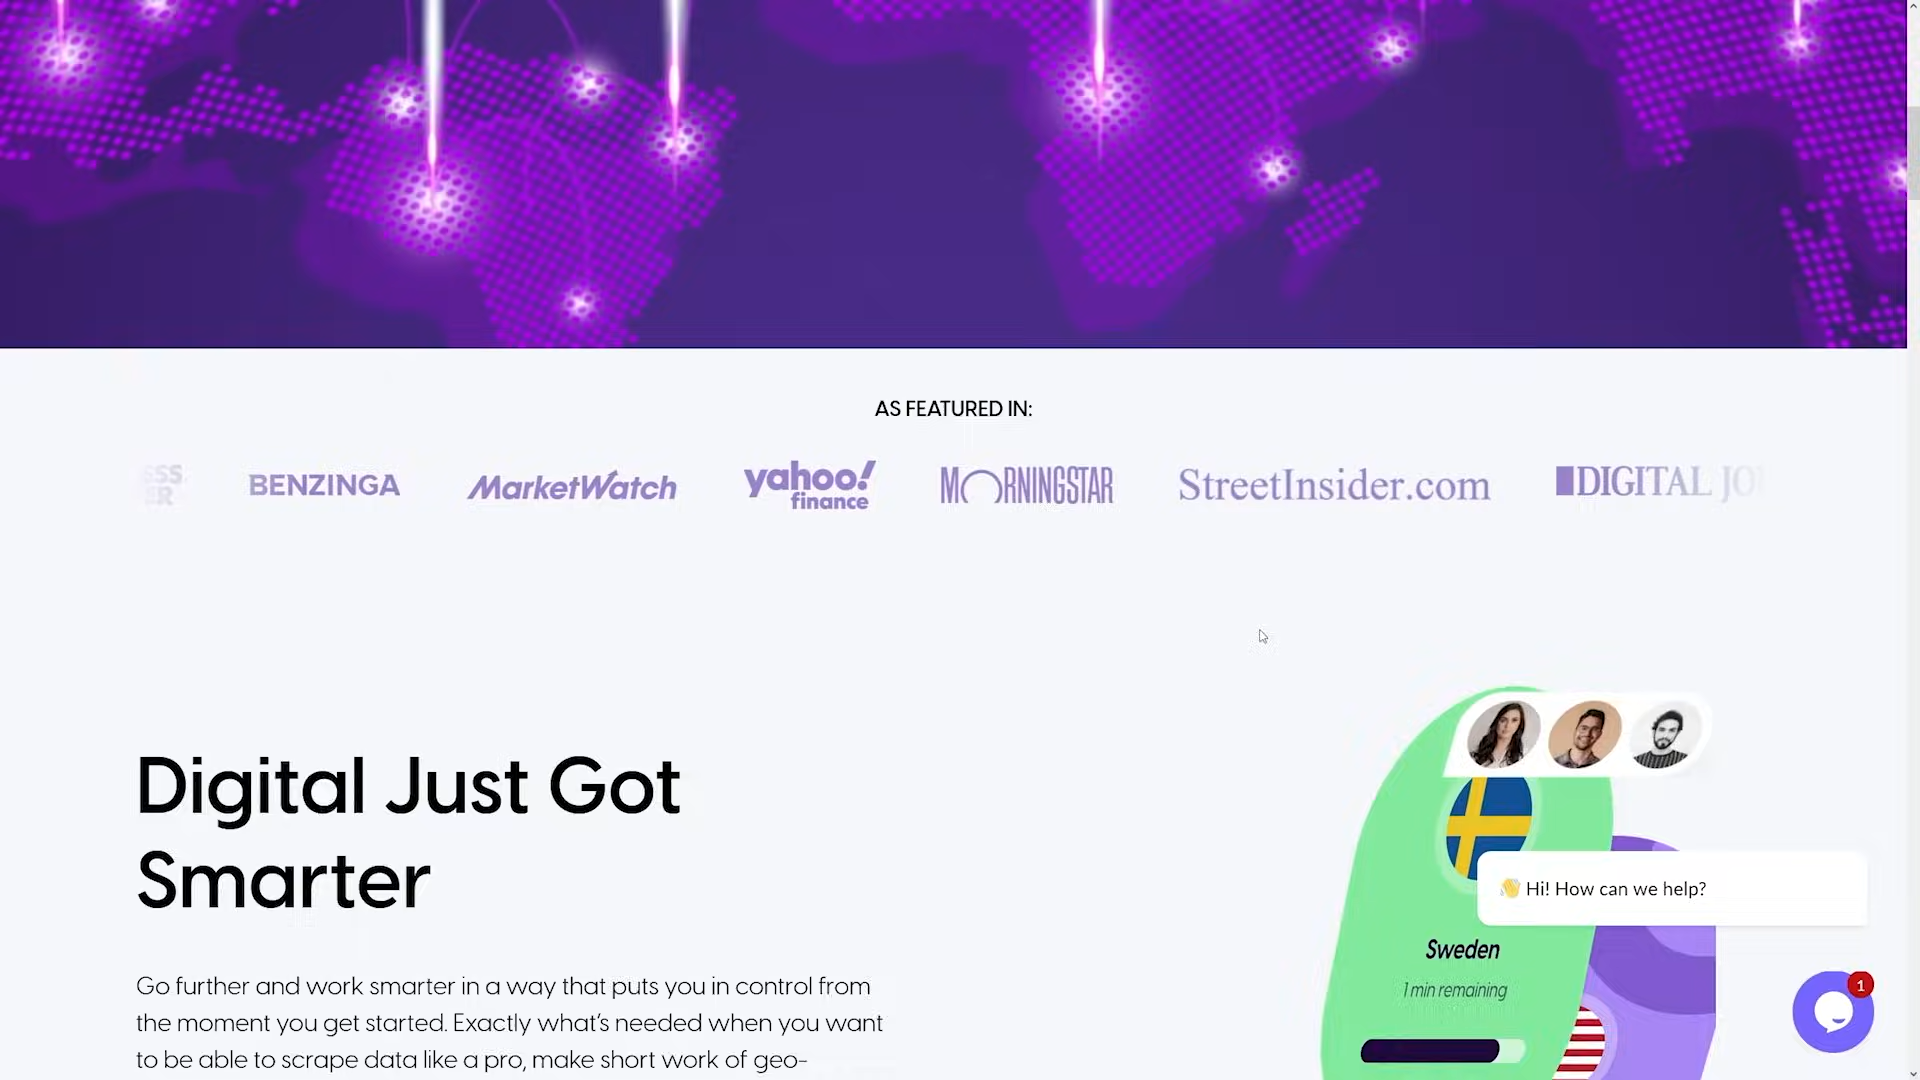 AS FEATURED IN:
BENZINGA
MarketWatch
yahoo!
finance
MORNINGSTAR
StreetInsider.com
DIGITAL
Digital Just Got
Smarter
Go further and work smarter in a way that puts you in control from
the moment you get started. Exactly what's needed when you want
to be able to scrape data like a pro, make short work of geo-
Sweden
1 min remaining
👋 Hi! How can we help?
1